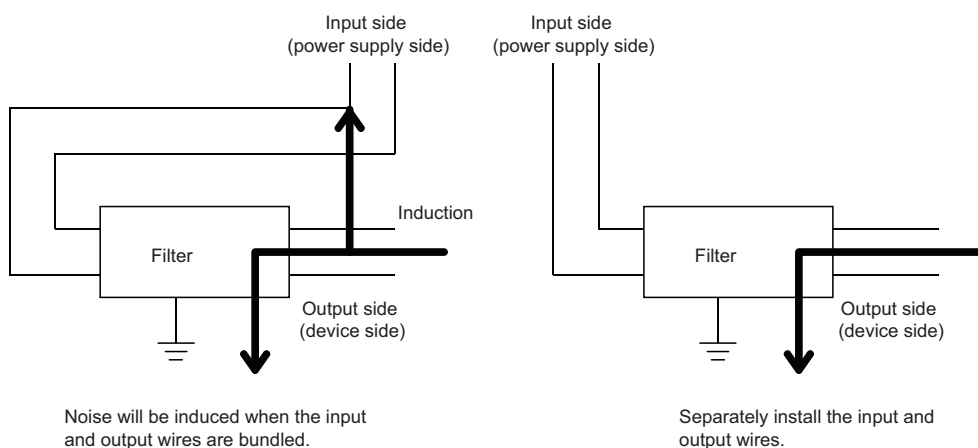 Input side
(power supply side)
Induction
Filter
Output side
(device side)
Noise will be induced when the input
and output wires are bundled.
Input side
(power supply side)
Filter
Output side
(device side)
Separately install the input and
output wires.